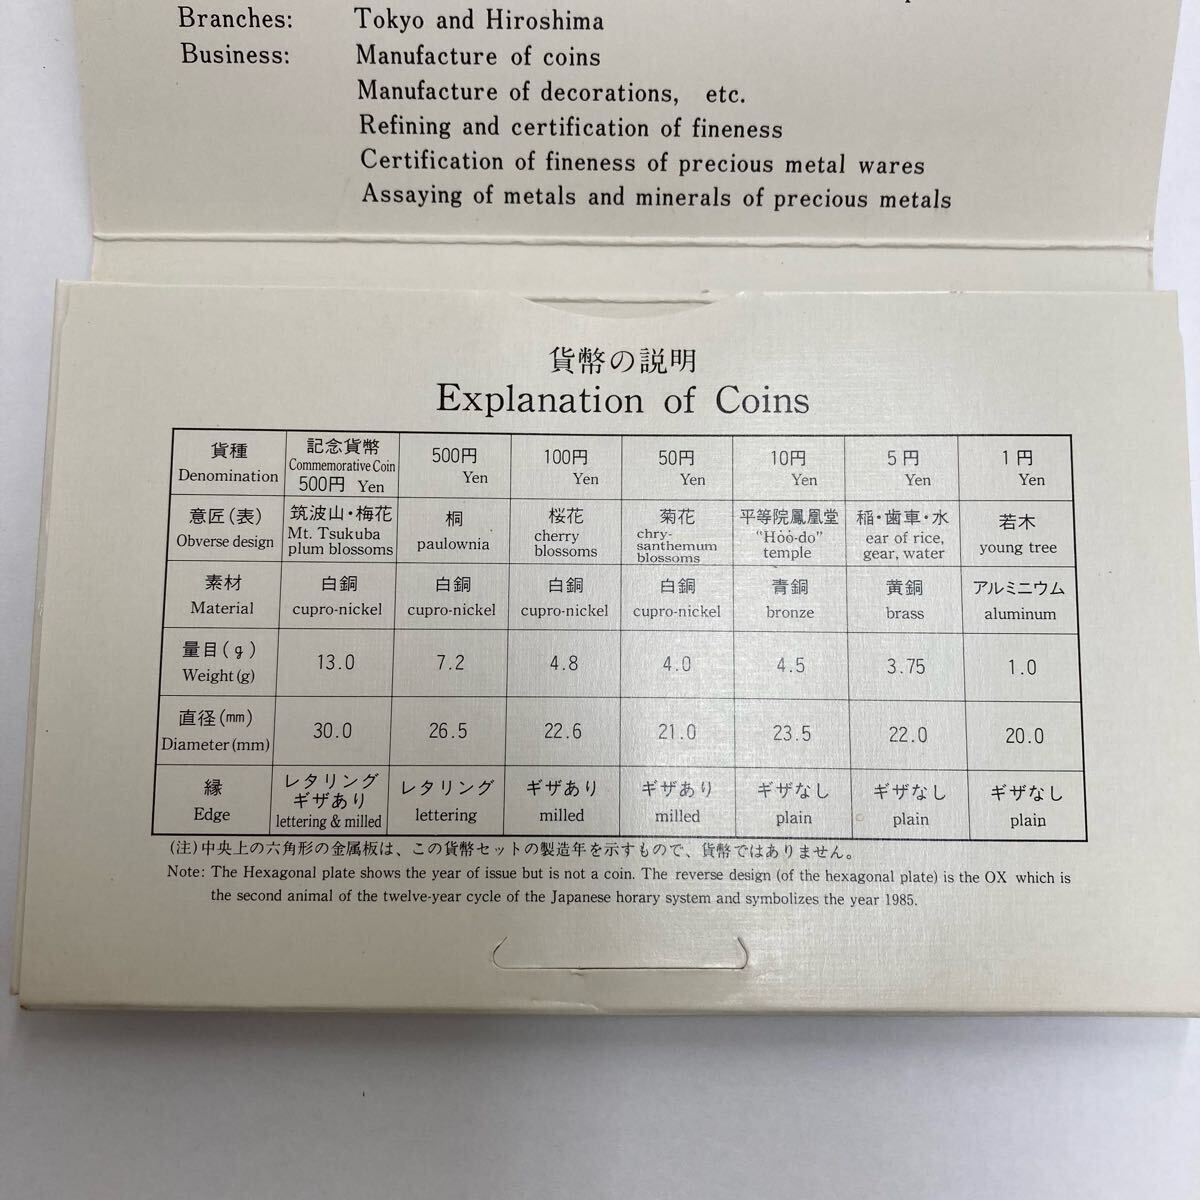 Branches: Tokyo and Hiroshima
Business: Manufacture of coins
Manufacture of decorations, etc.
Refining and certification of fineness
Certification of fineness of precious metal wares
Assaying of metals and minerals of precious metals
貨幣の説明
Explanation of Coins
貨種 Denomination
記念貨幣 Commemorative Coin 500円 Yen
500円 Yen
100円 Yen
50円 Yen
10円 Yen
5円 Yen
1円 Yen
意匠(表) Obverse design
筑波山・梅花 Mt. Tsukuba plum blossoms
桐 paulownia
桜花 cherry blossoms
菊花 chry-santhemum blossoms
平等院鳳凰堂 "Hōō-do" temple
稲・歯車・水 ear of rice, gear, water
若木 young tree
素材 Material
白銅 cupro-nickel
白銅 cupro-nickel
白銅 cupro-nickel
白銅 cupro-nickel
青銅 bronze
黄銅 brass
アルミニウム aluminum
量目(g) Weight(g)
13.0
7.2
4.8
4.0
4.5
3.75
1.0
直径(mm) Diameter(mm)
30.0
26.5
22.6
21.0
23.5
22.0
20.0
縁 Edge
レタリング ギザあり lettering & milled
レタリング lettering
ギザあり milled
ギザあり milled
ギザなし plain
ギザなし plain
ギザなし plain
(注)中央上の六角形の金属板は、この貨幣セットの製造年を示すもので、貨幣ではありません。
Note: The Hexagonal plate shows the year of issue but is not a coin. The reverse design (of the hexagonal plate) is the OX which is
the second animal of the twelve-year cycle of the Japanese horary system and symbolizes the year 1985.